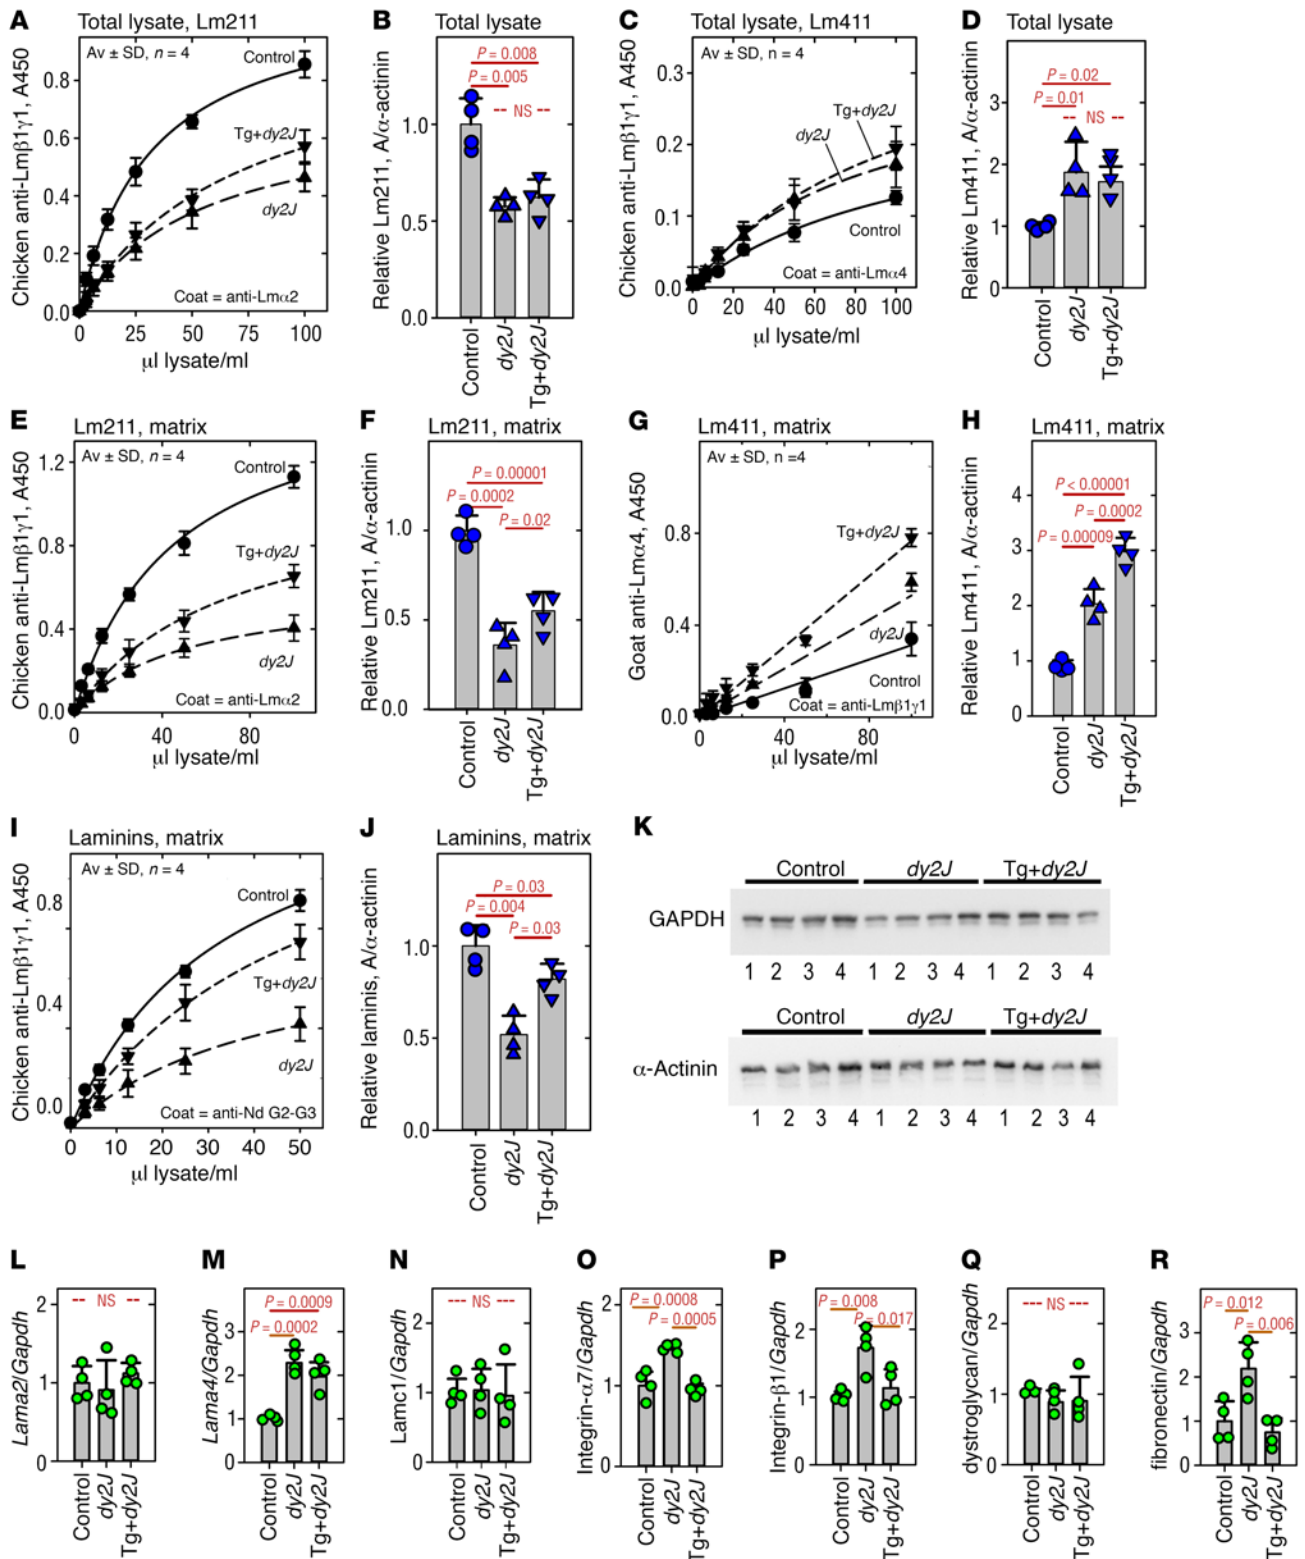 A Total lysate, Lm211
Av ± SD, n = 4
Control
Tg+dy2J
dy2J
Coat = anti-Lmα2
Chicken anti-Lmβ1γ1, A450
0.8
0.6
0.4
0.2
0.0
0 25 50 75 100
µl lysate/ml
B Total lysate
P = 0.008
P = 0.005
-- NS --
Relative Lm211, A/α-actinin
1.0
0.5
0.0
Control
dy2J
Tg+dy2J
C Total lysate, Lm411
Av ± SD, n = 4
Tg+dy2J
dy2J
Control
Coat = anti-Lmα4
Chicken anti-Lmβ1γ1, A450
0.3
0.2
0.1
0.0
0 20 40 60 80 100
µl lysate/ml
D Total lysate
P = 0.02
P = 0.01
-- NS --
Relative Lm411, A/α-actinin
3
2
1
0
Control
dy2J
Tg+dy2J
E Lm211, matrix
Av ± SD, n = 4
Control
Tg+dy2J
dy2J
Coat = anti-Lmα2
Chicken anti-Lmβ1γ1, A450
1.2
0.8
0.4
0.0
0 40 80
µl lysate/ml
F Lm211, matrix
P = 0.00001
P = 0.0002
P = 0.02
Relative Lm211, A/α-actinin
1.0
0.5
0.0
Control
dy2J
Tg+dy2J
G Lm411, matrix
Av ± SD, n =4
Tg+dy2J
dy2J
Control
Coat = anti-Lmβ1γ1
Goat anti-Lmα4, A450
0.8
0.4
0.0
0 40 80
µl lysate/ml
H Lm411, matrix
P < 0.00001
P = 0.0002
P = 0.00009
Relative Lm411, A/α-actinin
4
3
2
1
0
Control
dy2J
Tg+dy2J
I Laminins, matrix
Av ± SD, n = 4
Control
Tg+dy2J
dy2J
Coat = anti-Nd G2-G3
Chicken anti-Lmβ1γ1, A450
0.8
0.4
0.0
0 10 20 30 40 50
µl lysate/ml
J Laminins, matrix
P = 0.03
P = 0.004
P = 0.03
Relative laminis, A/α-actinin
1.0
0.5
0.0
Control
dy2J
Tg+dy2J
K
Control dy2J Tg+dy2J
GAPDH
1 2 3 4 1 2 3 4 1 2 3 4
Control dy2J Tg+dy2J
α-Actinin
1 2 3 4 1 2 3 4 1 2 3 4
L
-- NS --
Lama2/Gapdh
2
1
0
Control
dy2J
Tg+dy2J
M
P = 0.0009
P = 0.0002
Lama4/Gapdh
3
2
1
0
Control
dy2J
Tg+dy2J
N
--- NS ---
Lamc1/Gapdh
2
1
0
Control
dy2J
Tg+dy2J
O
P = 0.0008
P = 0.0005
Integrin-α7/Gapdh
2
1
0
Control
dy2J
Tg+dy2J
P
P = 0.008
P = 0.017
Integrin-β1/Gapdh
2
1
0
Control
dy2J
Tg+dy2J
Q
--- NS ---
dystroglycan/Gapdh
2
1
0
Control
dy2J
Tg+dy2J
R
P = 0.012
P = 0.006
fibronectin/Gapdh
3
2
1
0
Control
dy2J
Tg+dy2J